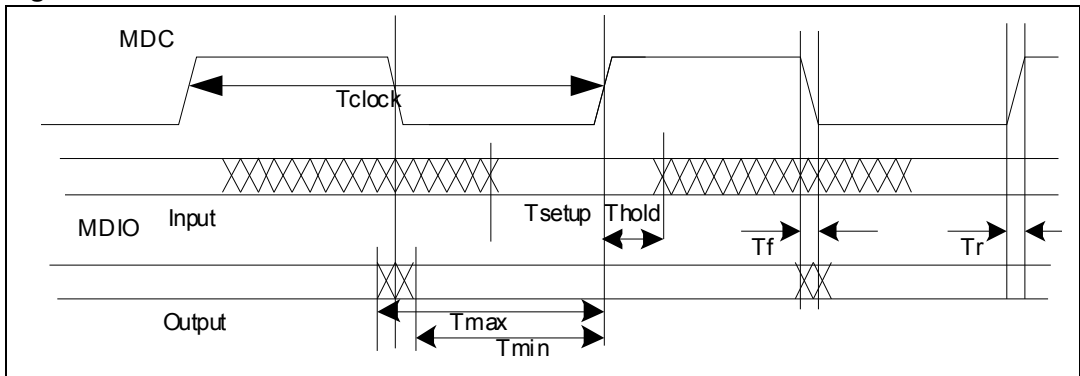 MDC
Tclock
Input
Tsetup Thold
MDIO
Tf
Tr
Output
Tmax
Tmin